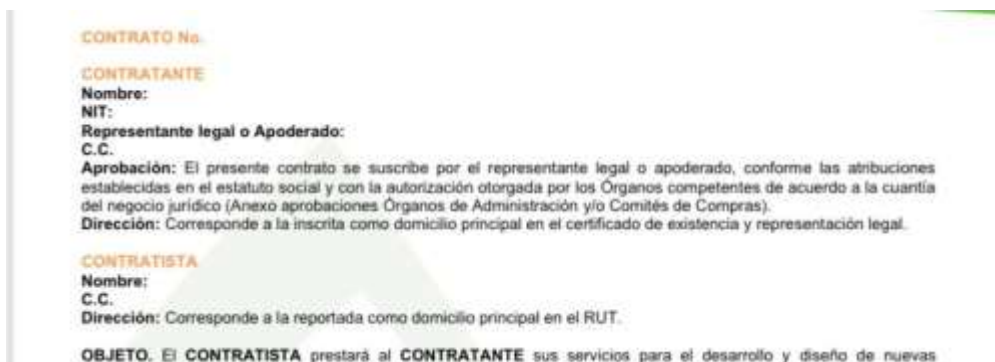 CONTRATO No.
CONTRATANTE
Nombre:
NIT:
Representante legal o Apoderado:
C.C.
Aprobación: El presente contrato se suscribe por el representante legal o apoderado, conforme las atribuciones
establecidas en el estatuto social y con la autorización otorgada por los Órganos competentes de acuerdo a la cuantía
del negocio jurídico (Anexo aprobaciones Órganos de Administración y/o Comités de Compras).
Dirección: Corresponde a la inscrita como domicilio principal en el certificado de existencia y representación legal.
CONTRATISTA
Nombre:
C.C.
Dirección: Corresponde a la reportada como domicilio principal en el RUT.
OBJETO. El CONTRATISTA prestará al CONTRATANTE sus servicios para el desarrollo y diseño de nuevas